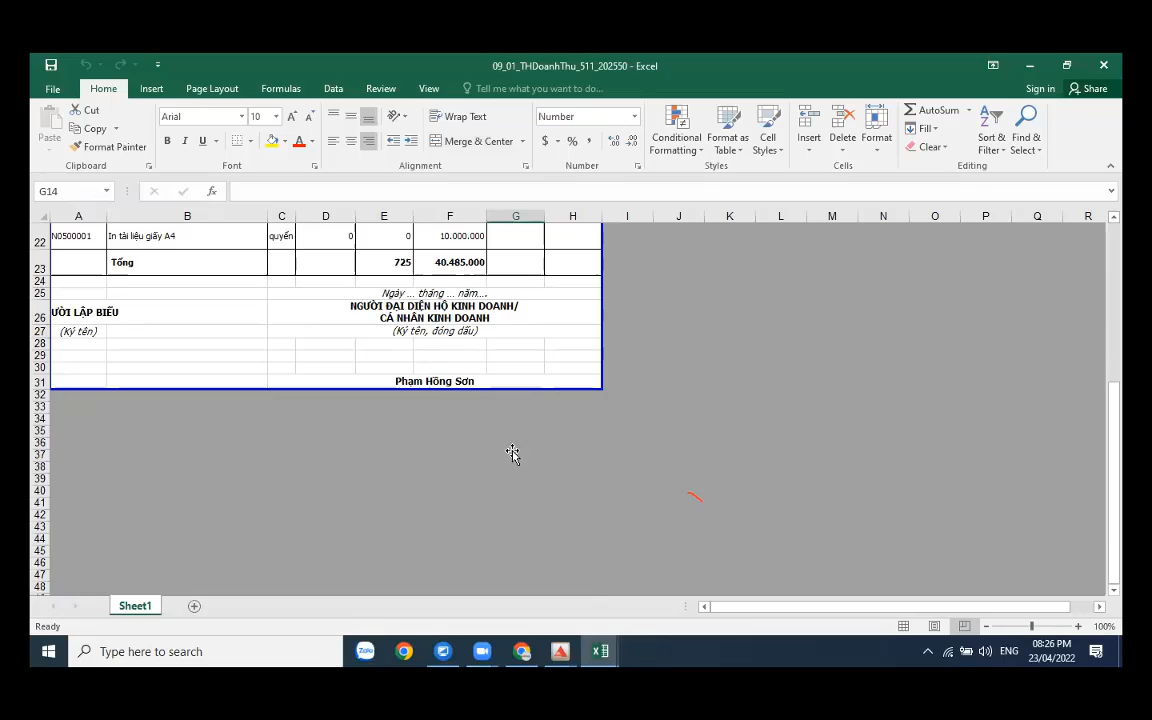 09_01_THDoanhThu_511_202550 - Excel
File Home Insert Page Layout Formulas Data Review View Tell me what you want to do... Sign in Share
Paste Cut Copy Format Painter Clipboard
Arial 10 B I U A Font
Wrap Text Merge & Center Alignment
Number $ % , Number
Conditional Formatting Format as Table Cell Styles Styles
Insert Delete Format Cells
AutoSum Fill Clear Sort & Filter Find & Select Editing
G14 fx
A B C D E F G H I J K L M N O P Q R
22 N0500001 In tài liệu giấy A4 quyển 0 0 10.000.000
23 Tổng 725 40.485.000
24
25 Ngày ... tháng ... năm....
26 ƯỜI LẬP BIỂU NGƯỜI ĐẠI DIỆN HỘ KINH DOANH/
CÁ NHÂN KINH DOANH
27 (Ký tên) (Ký tên, đóng dấu)
28
29
30
31 Phạm Hồng Sơn
32
33
34
35
36
37
38
39
40
41
42
43
44
45
46
47
48
Sheet1
Ready 100%
Type here to search Zalo ENG 08:26 PM
23/04/2022